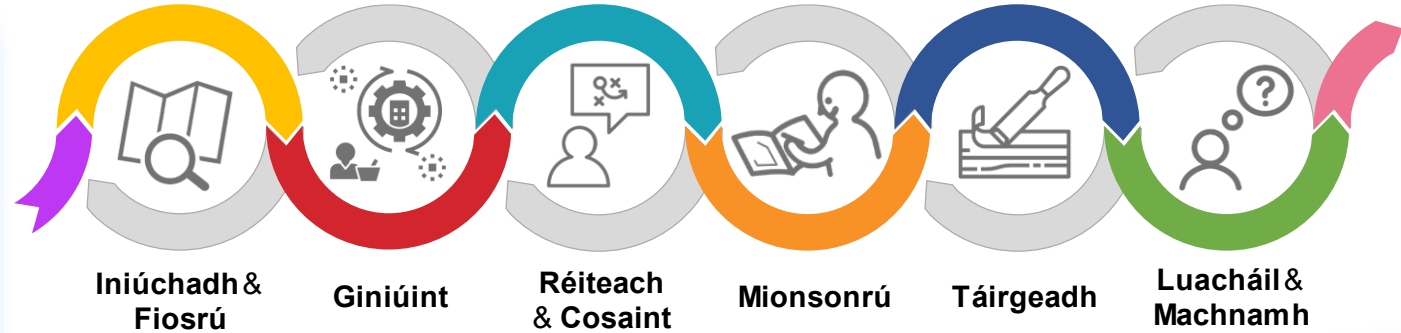 Iniúchadh &
Fiosrú
Giniúint
Réiteach
& Cosaint
Mionsonrú
Táirgeadh
Luacháil &
Machnamh